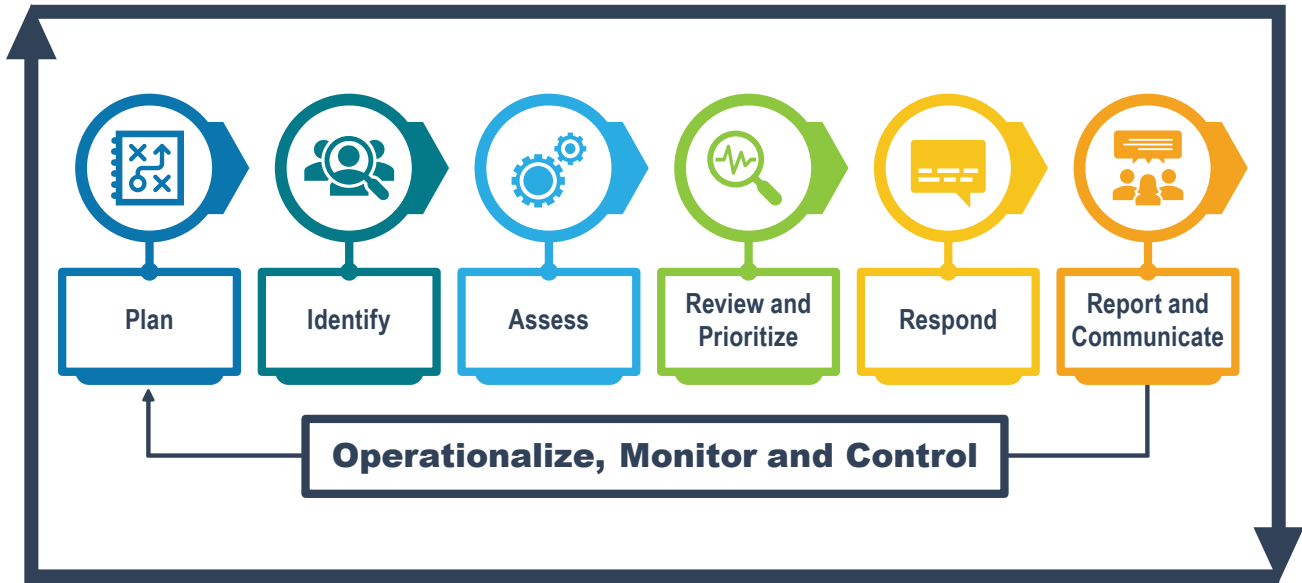 Plan
Identify
Assess
Review and
Prioritize
Respond
Report and
Communicate
Operationalize, Monitor and Control